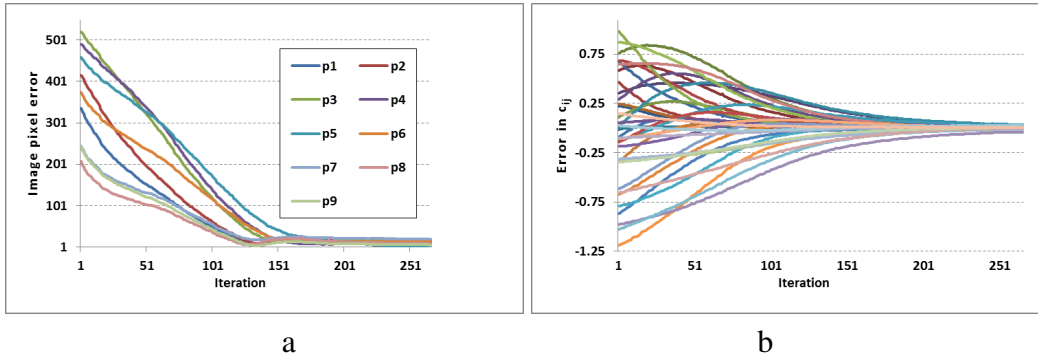 501
401
301
201
101
1
Image pixel error
p1 p2
p3 p4
p5 p6
p7 p8
p9
1 51 101 151 201 251
Iteration
a
0.75
0.25
-0.25
-0.75
-1.25
Error in cij
1 51 101 151 201 251
Iteration
b